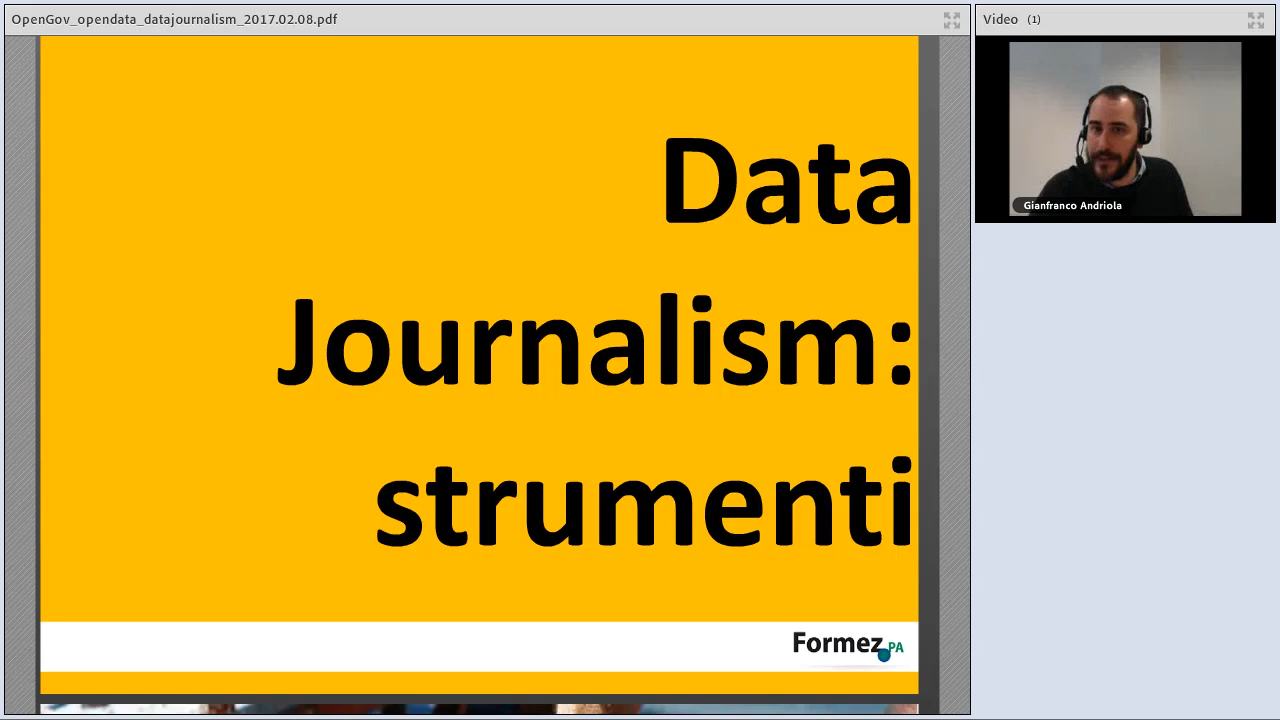 OpenGov_opendata_datajournalism_2017.02.08.pdf
Video (1)
Gianfranco Andriola
Data
Journalism:
strumenti
Formez PA